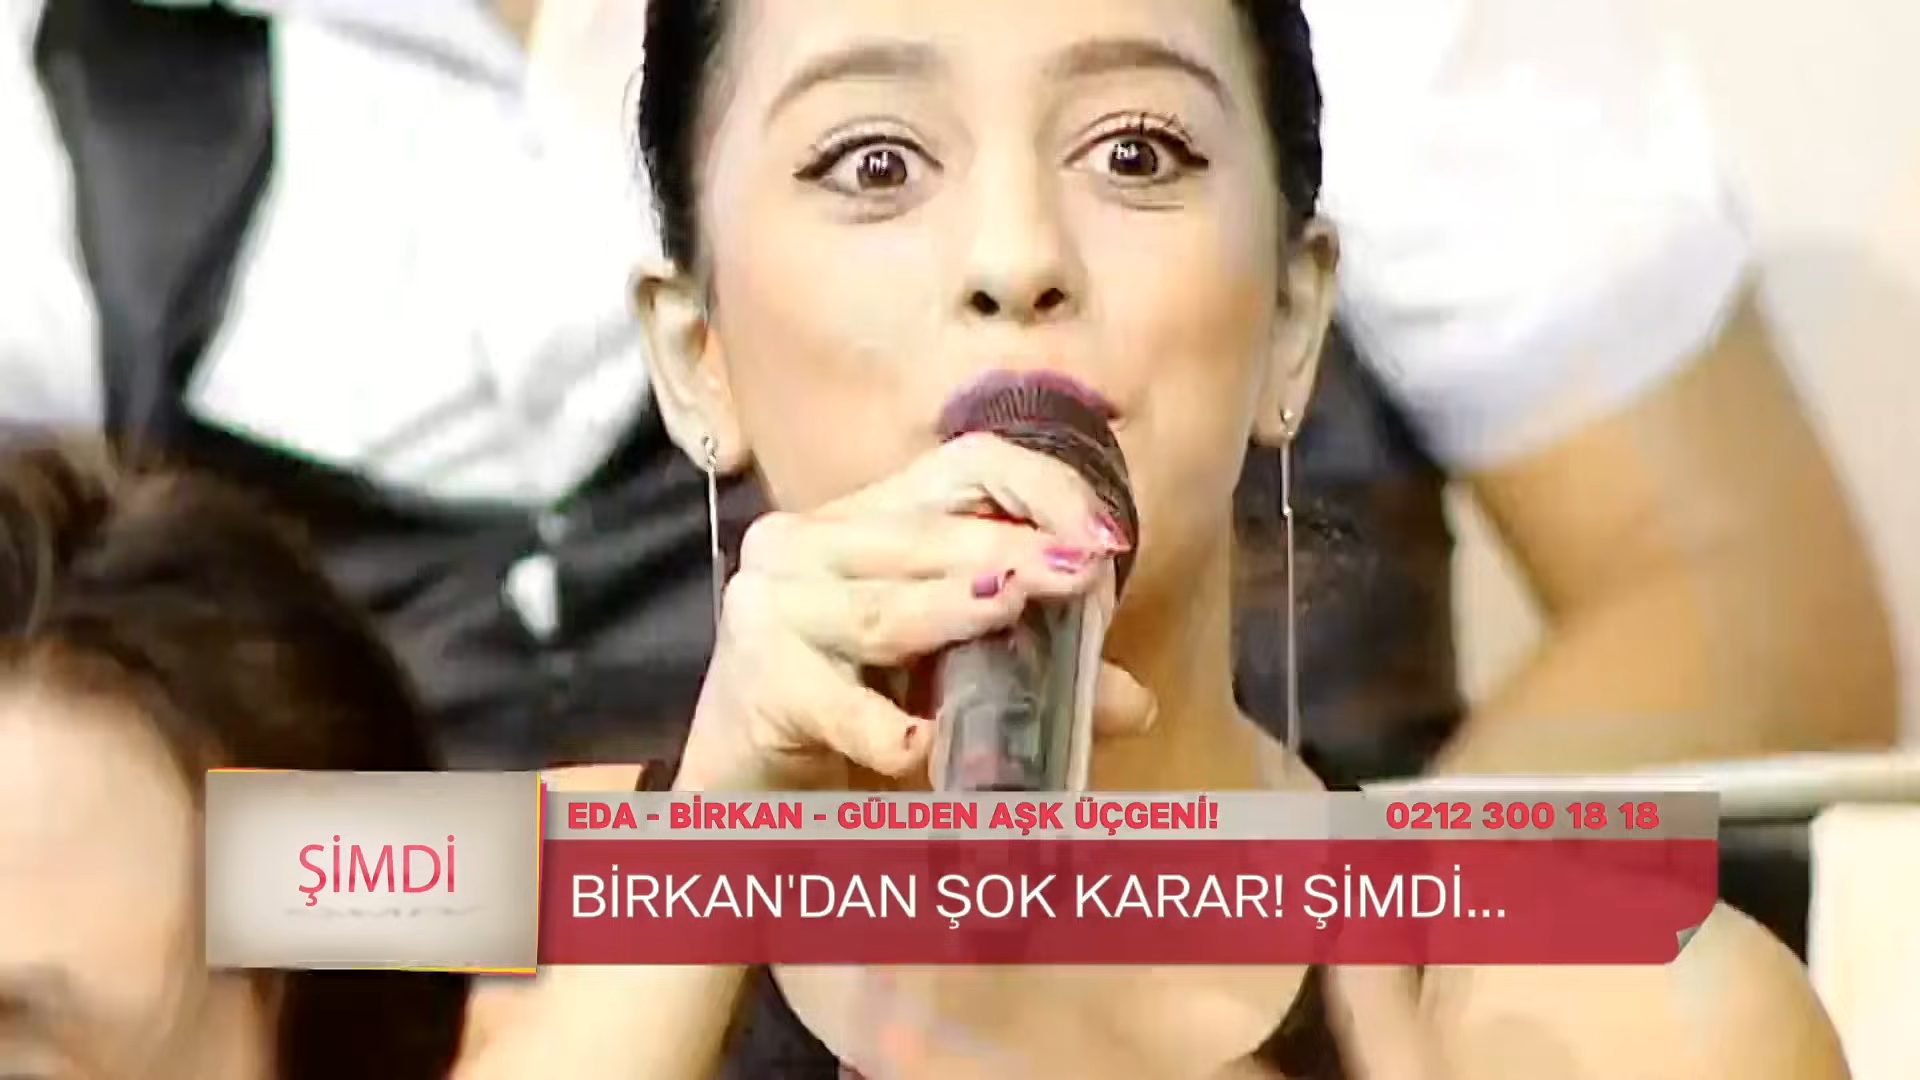 EDA - BİRKAN - GÜLDEN AŞK ÜÇGENİ!
0212 300 18 18
ŞİMDİ
BİRKAN'DAN ŞOK KARAR! ŞİMDİ...